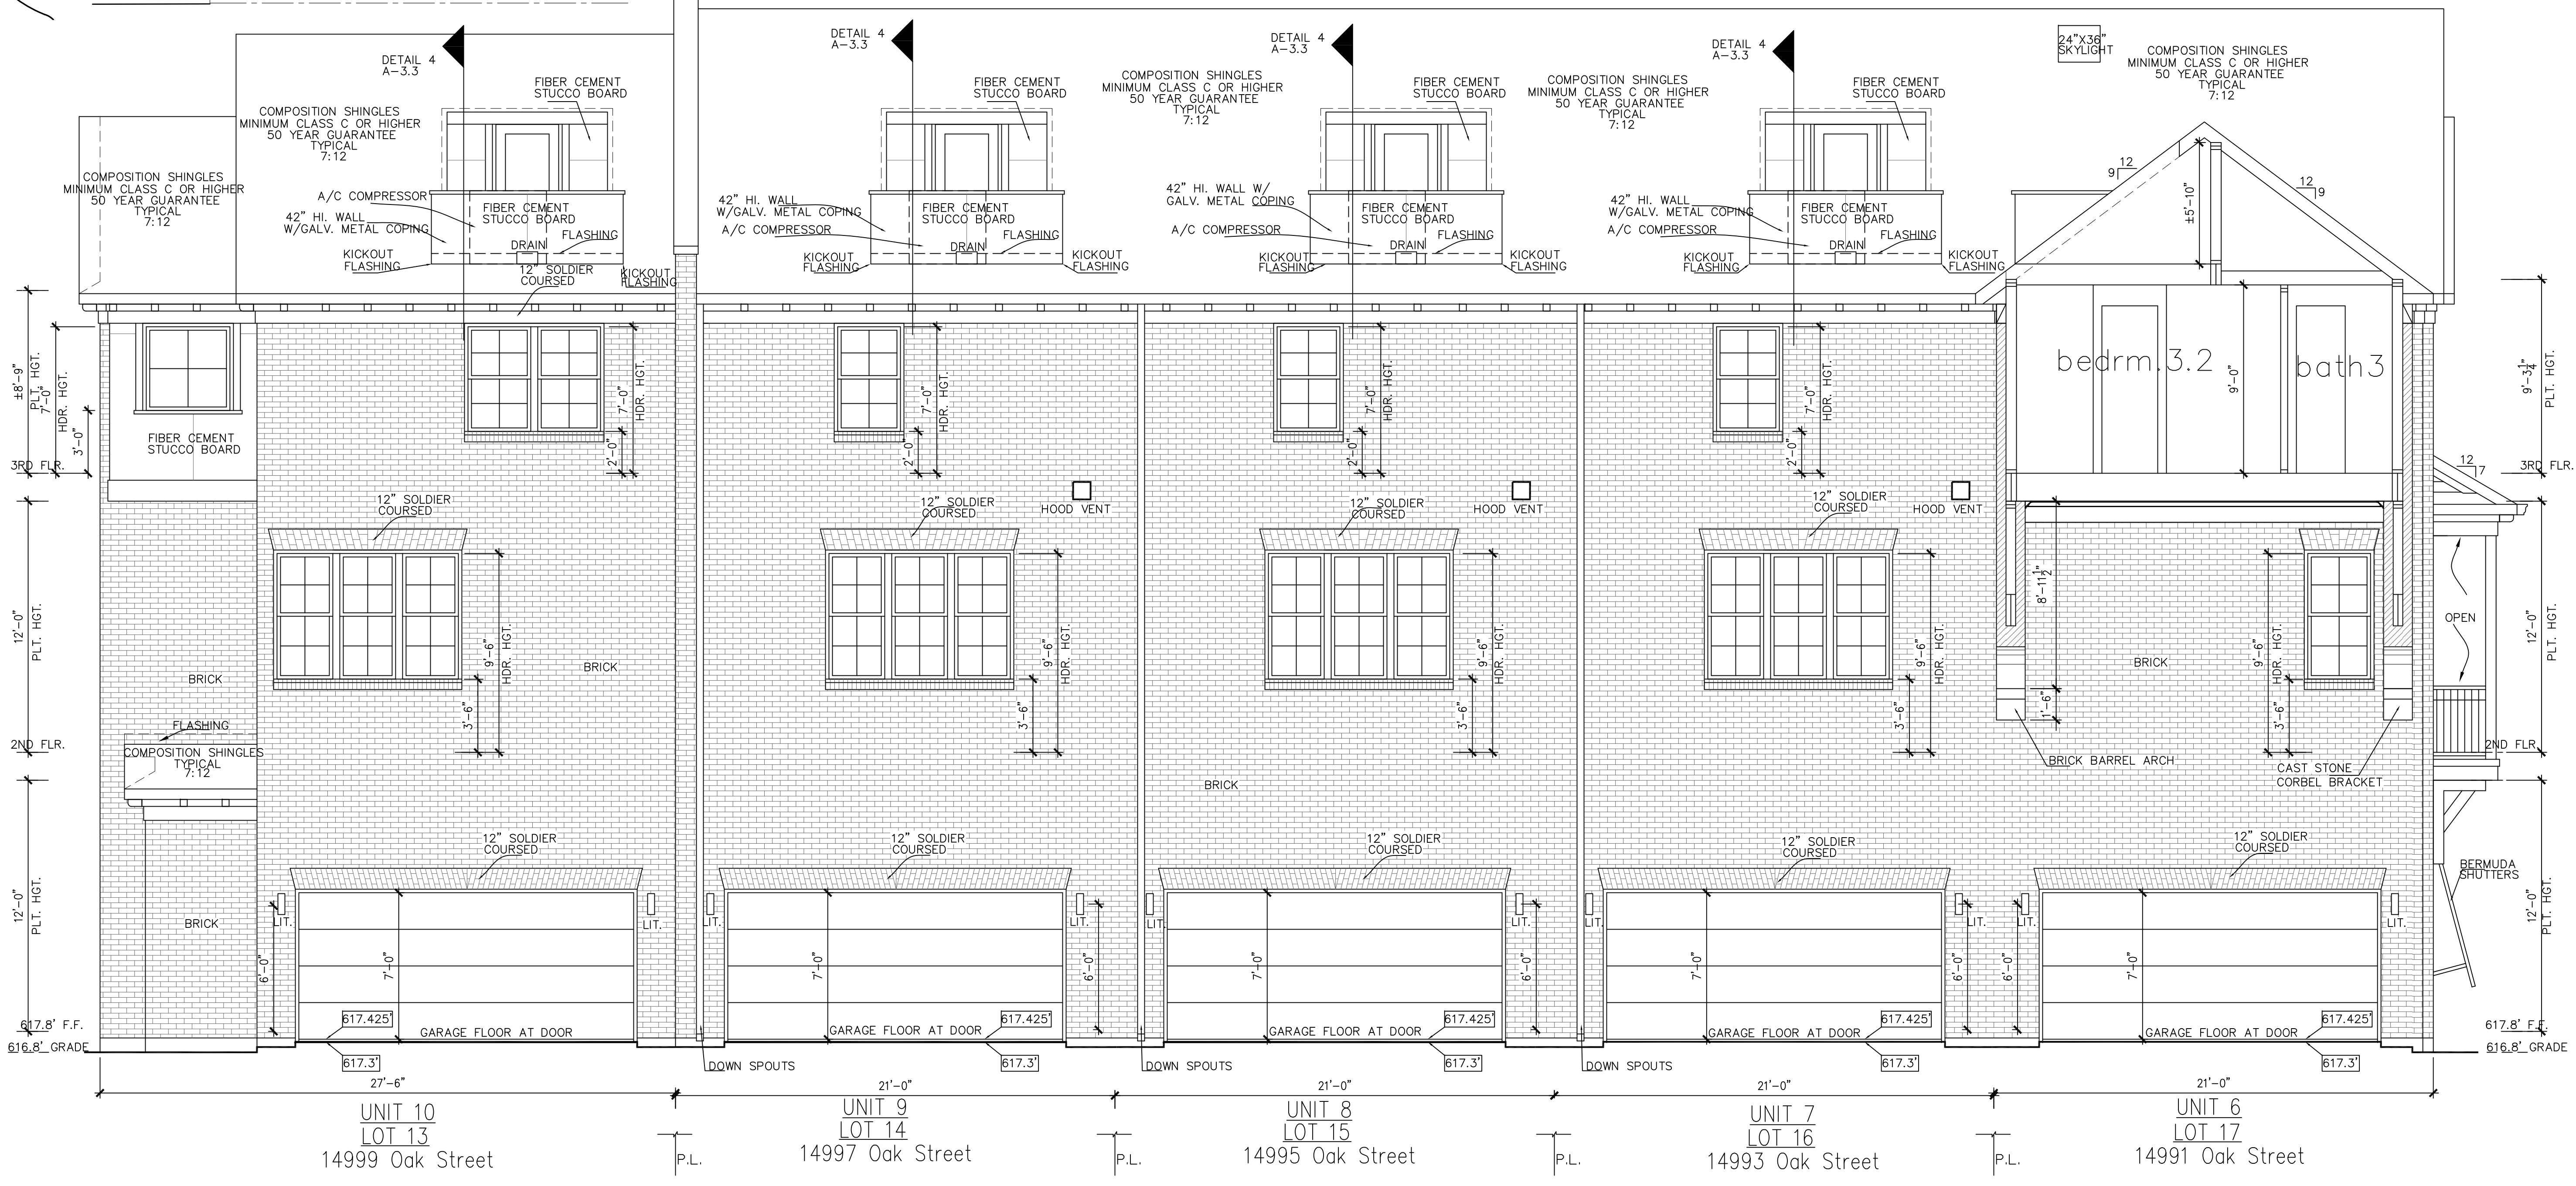 DETAIL 4
A-3.3
DETAIL 4
A-3.3
DETAIL 4
A-3.3
DETAIL 4
A-3.3
24"X36"
SKYLIGHT
COMPOSITION SHINGLES
MINIMUM CLASS C OR HIGHER
50 YEAR GUARANTEE
TYPICAL
7:12
FIBER CEMENT
STUCCO BOARD
FIBER CEMENT
STUCCO BOARD
COMPOSITION SHINGLES
MINIMUM CLASS C OR HIGHER
50 YEAR GUARANTEE
TYPICAL
7:12
FIBER CEMENT
STUCCO BOARD
COMPOSITION SHINGLES
MINIMUM CLASS C OR HIGHER
50 YEAR GUARANTEE
TYPICAL
7:12
FIBER CEMENT
STUCCO BOARD
COMPOSITION SHINGLES
MINIMUM CLASS C OR HIGHER
50 YEAR GUARANTEE
TYPICAL
7:12
COMPOSITION SHINGLES
MINIMUM CLASS C OR HIGHER
50 YEAR GUARANTEE
TYPICAL
7:12
A/C COMPRESSOR
42" HI. WALL
W/GALV. METAL COPING
KICKOUT
FLASHING
FIBER CEMENT
STUCCO BOARD
DRAIN
FLASHING
12" SOLDIER
COURSED
KICKOUT
FLASHING
42" HI. WALL
W/GALV. METAL COPING
A/C COMPRESSOR
KICKOUT
FLASHING
FIBER CEMENT
STUCCO BOARD
DRAIN
FLASHING
KICKOUT
FLASHING
42" HI. WALL W/
GALV. METAL COPING
A/C COMPRESSOR
KICKOUT
FLASHING
FIBER CEMENT
STUCCO BOARD
DRAIN
FLASHING
KICKOUT
FLASHING
42" HI. WALL
W/GALV. METAL COPING
A/C COMPRESSOR
KICKOUT
FLASHING
FIBER CEMENT
STUCCO BOARD
DRAIN
FLASHING
KICKOUT
FLASHING
12
9
±5'-10"
12
9
±8'-9"
PLT. HGT.
7'-0"
HDR. HGT.
3'-0"
FIBER CEMENT
STUCCO BOARD
3RD FLR.
7'-0"
HDR. HGT.
2'-0"
7'-0"
HDR. HGT.
2'-0"
7'-0"
HDR. HGT.
2'-0"
7'-0"
HDR. HGT.
2'-0"
bedrm.3.2
9'-0"
bath3
9'-3 1/4"
PLT. HGT.
12
7
3RD FLR.
12" SOLDIER
COURSED
12" SOLDIER
COURSED
HOOD VENT
12" SOLDIER
COURSED
HOOD VENT
12" SOLDIER
COURSED
HOOD VENT
12'-0"
PLT. HGT.
BRICK
9'-6"
HDR. HGT.
3'-6"
BRICK
9'-6"
HDR. HGT.
3'-6"
9'-6"
HDR. HGT.
3'-6"
9'-6"
HDR. HGT.
3'-6"
8'-11 1/2"
1'-6"
BRICK
9'-6"
HDR. HGT.
3'-6"
OPEN
12'-0"
PLT. HGT.
FLASHING
2ND FLR.
COMPOSITION SHINGLES
TYPICAL
7:12
BRICK
BRICK BARREL ARCH
CAST STONE
CORBEL BRACKET
2ND FLR.
12'-0"
PLT. HGT.
BRICK
12" SOLDIER
COURSED
12" SOLDIER
COURSED
12" SOLDIER
COURSED
12" SOLDIER
COURSED
12" SOLDIER
COURSED
BERMUDA
SHUTTERS
12'-0"
PLT. HGT.
LIT.
6'-0"
7'-0"
LIT.
LIT.
7'-0"
LIT.
6'-0"
LIT.
7'-0"
LIT.
6'-0"
LIT.
7'-0"
LIT.
6'-0"
6'-0"
LIT.
7'-0"
LIT.
617.8' F.F.
616.8' GRADE
617.425'
GARAGE FLOOR AT DOOR
617.3'
GARAGE FLOOR AT DOOR
617.425'
617.3'
GARAGE FLOOR AT DOOR
617.425'
617.3'
GARAGE FLOOR AT DOOR
617.425'
617.3'
GARAGE FLOOR AT DOOR
617.425'
617.3'
617.8' F.F.
616.8' GRADE
DOWN SPOUTS
DOWN SPOUTS
DOWN SPOUTS
27'-6"
21'-0"
21'-0"
21'-0"
21'-0"
UNIT 10
LOT 13
14999 Oak Street
P.L.
UNIT 9
LOT 14
14997 Oak Street
P.L.
UNIT 8
LOT 15
14995 Oak Street
P.L.
UNIT 7
LOT 16
14993 Oak Street
P.L.
UNIT 6
LOT 17
14991 Oak Street